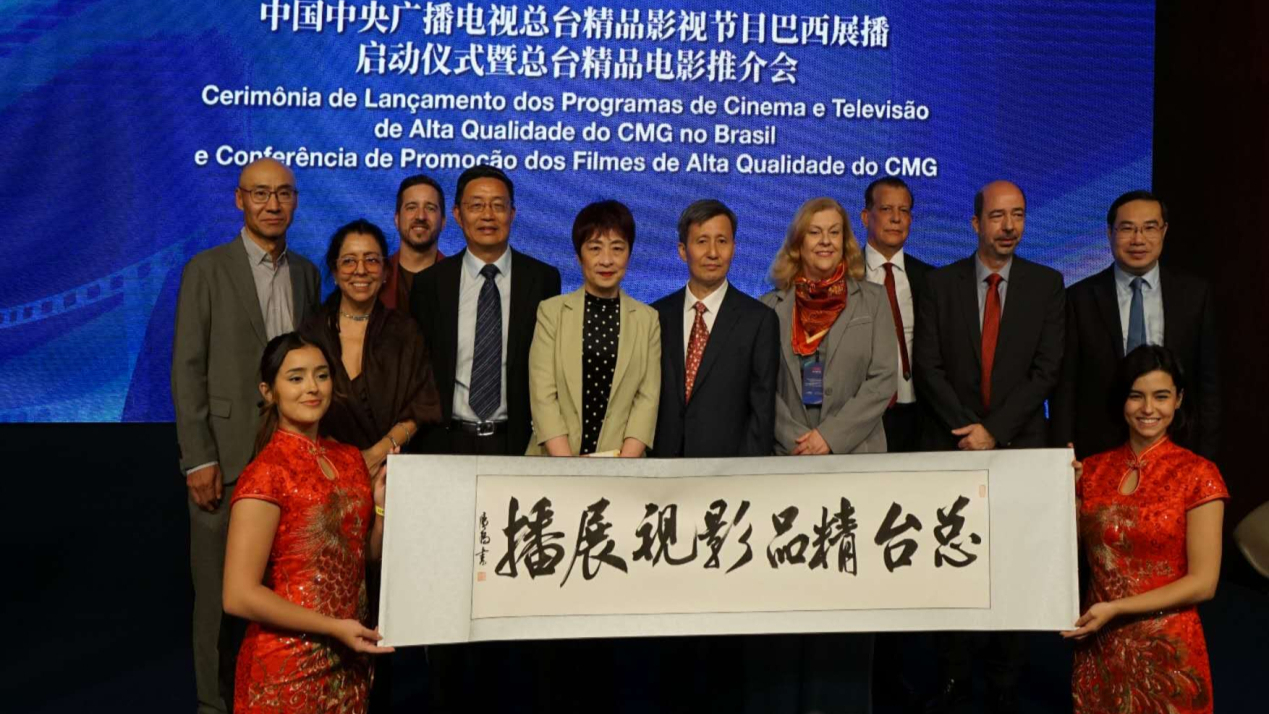 中国中央广播电视总台精品影视节目巴西展播
启动仪式暨总台精品电影推介会
Cerimônia de Lançamento dos Programas de Cinema e Televisão
de Alta Qualidade do CMG no Brasil
e Conferência de Promoção dos Filmes de Alta Qualidade do CMG
总台精品影视展播